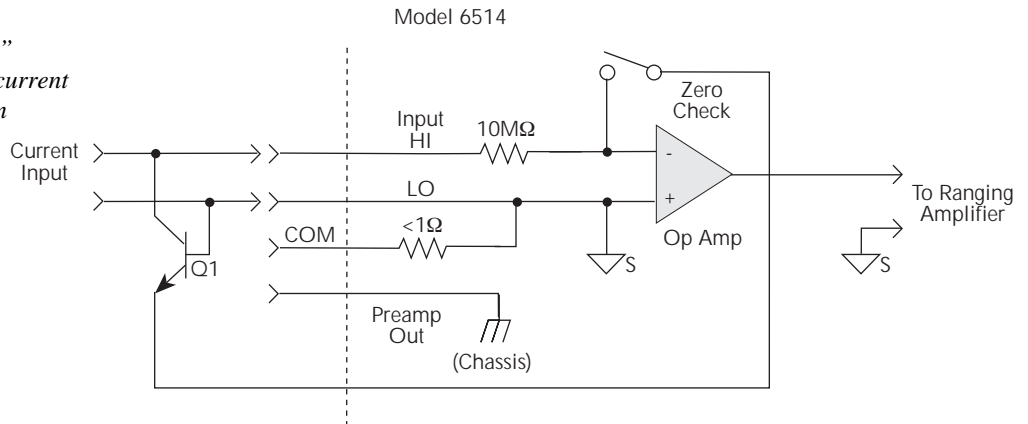 Model 6514
”
current
n
Current
Input
Input
HI
10MΩ
Zero
Check
-
+
LO
<1Ω
COM
Q1
Op Amp
S
To Ranging
Amplifier
S
Preamp
Out
(Chassis)